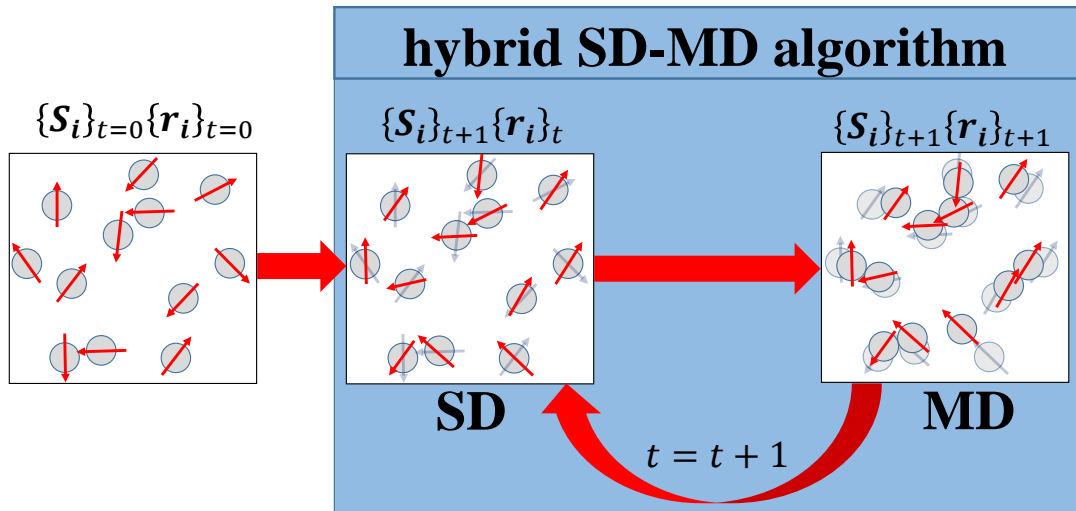 hybrid SD-MD algorithm
{𝑺𝒊}𝑡=0{𝒓𝒊}𝑡=0
{𝑺𝒊}𝑡+1{𝒓𝒊}𝑡
{𝑺𝒊}𝑡+1{𝒓𝒊}𝑡+1
SD
MD
𝑡 = 𝑡 + 1